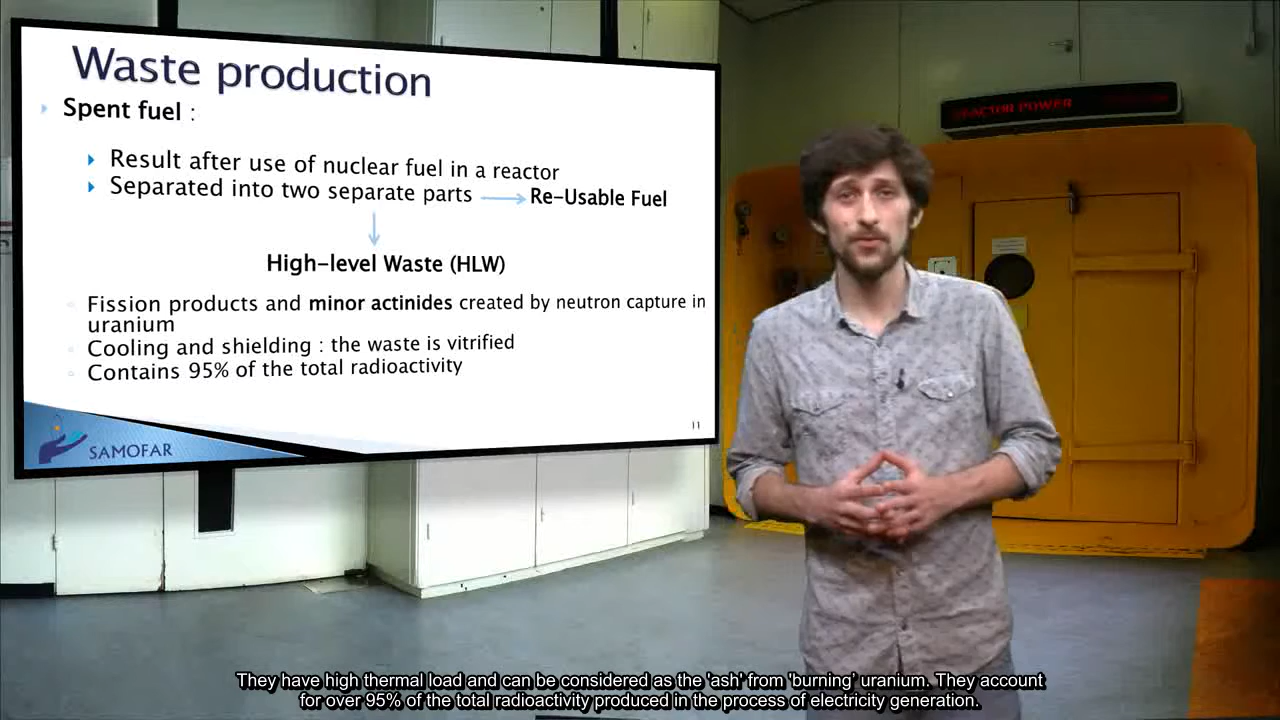 Waste production
Spent fuel :
Result after use of nuclear fuel in a reactor
Separated into two separate parts
Re-Usable Fuel
High-level Waste (HLW)
Fission products and minor actinides created by neutron capture in
uranium
Cooling and shielding : the waste is vitrified
Contains 95% of the total radioactivity
11
SAMOFAR
REACTOR POWER
They have high thermal load and can be considered as the 'ash' from 'burning' uranium. They account
for over 95% of the total radioactivity produced in the process of electricity generation.